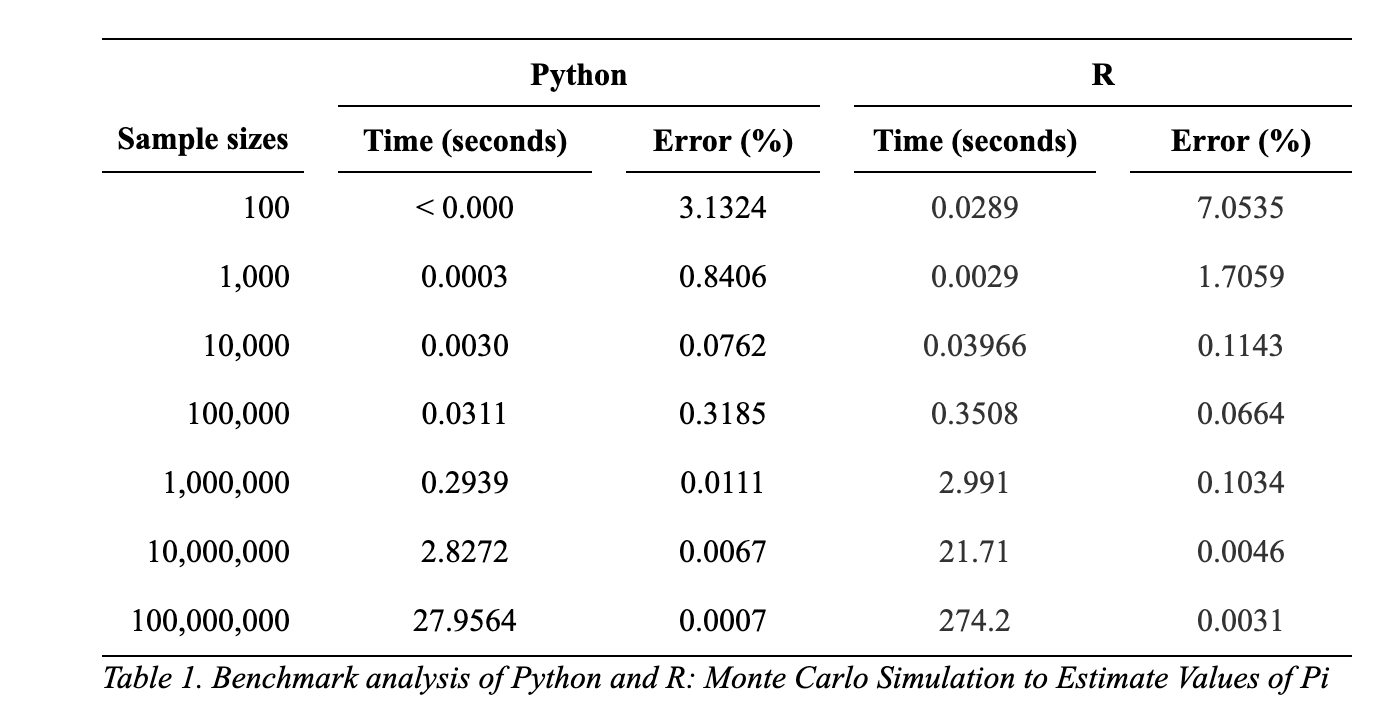 Python R
Sample sizes Time (seconds) Error (%) Time (seconds) Error (%)
100 < 0.000 3.1324 0.0289 7.0535
1,000 0.0003 0.8406 0.0029 1.7059
10,000 0.0030 0.0762 0.03966 0.1143
100,000 0.0311 0.3185 0.3508 0.0664
1,000,000 0.2939 0.0111 2.991 0.1034
10,000,000 2.8272 0.0067 21.71 0.0046
100,000,000 27.9564 0.0007 274.2 0.0031
Table 1. Benchmark analysis of Python and R: Monte Carlo Simulation to Estimate Values of Pi